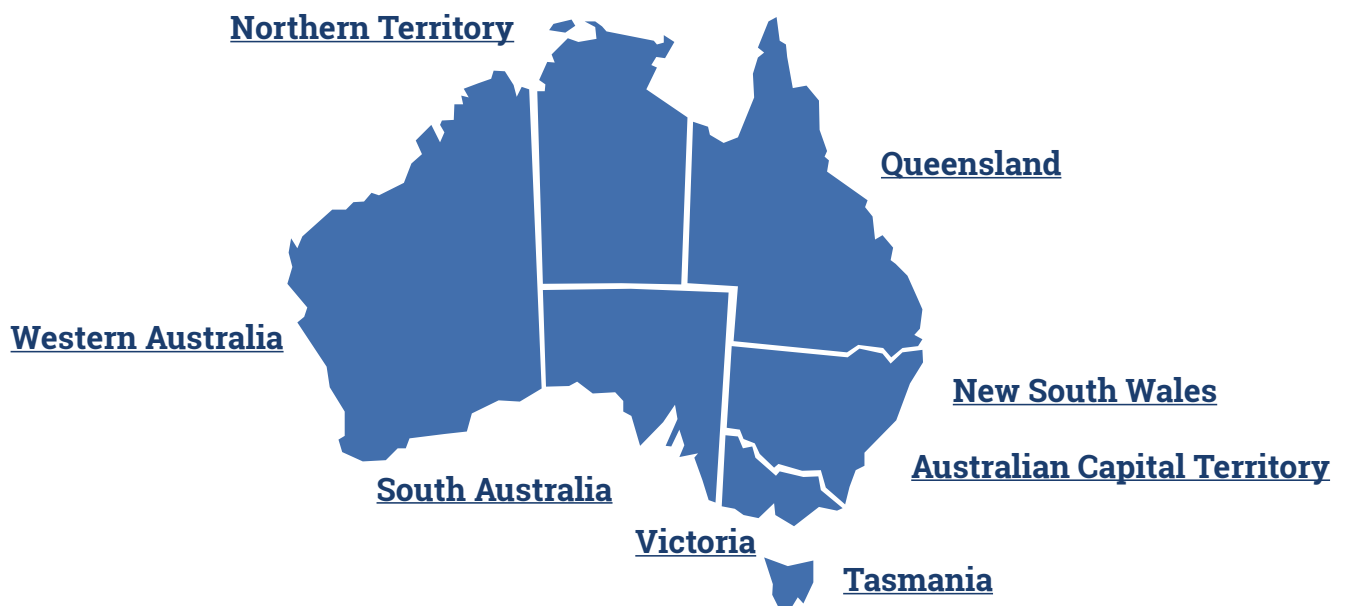 Northern Territory
Queensland
Western Australia
New South Wales
Australian Capital Territory
South Australia
Victoria
Tasmania